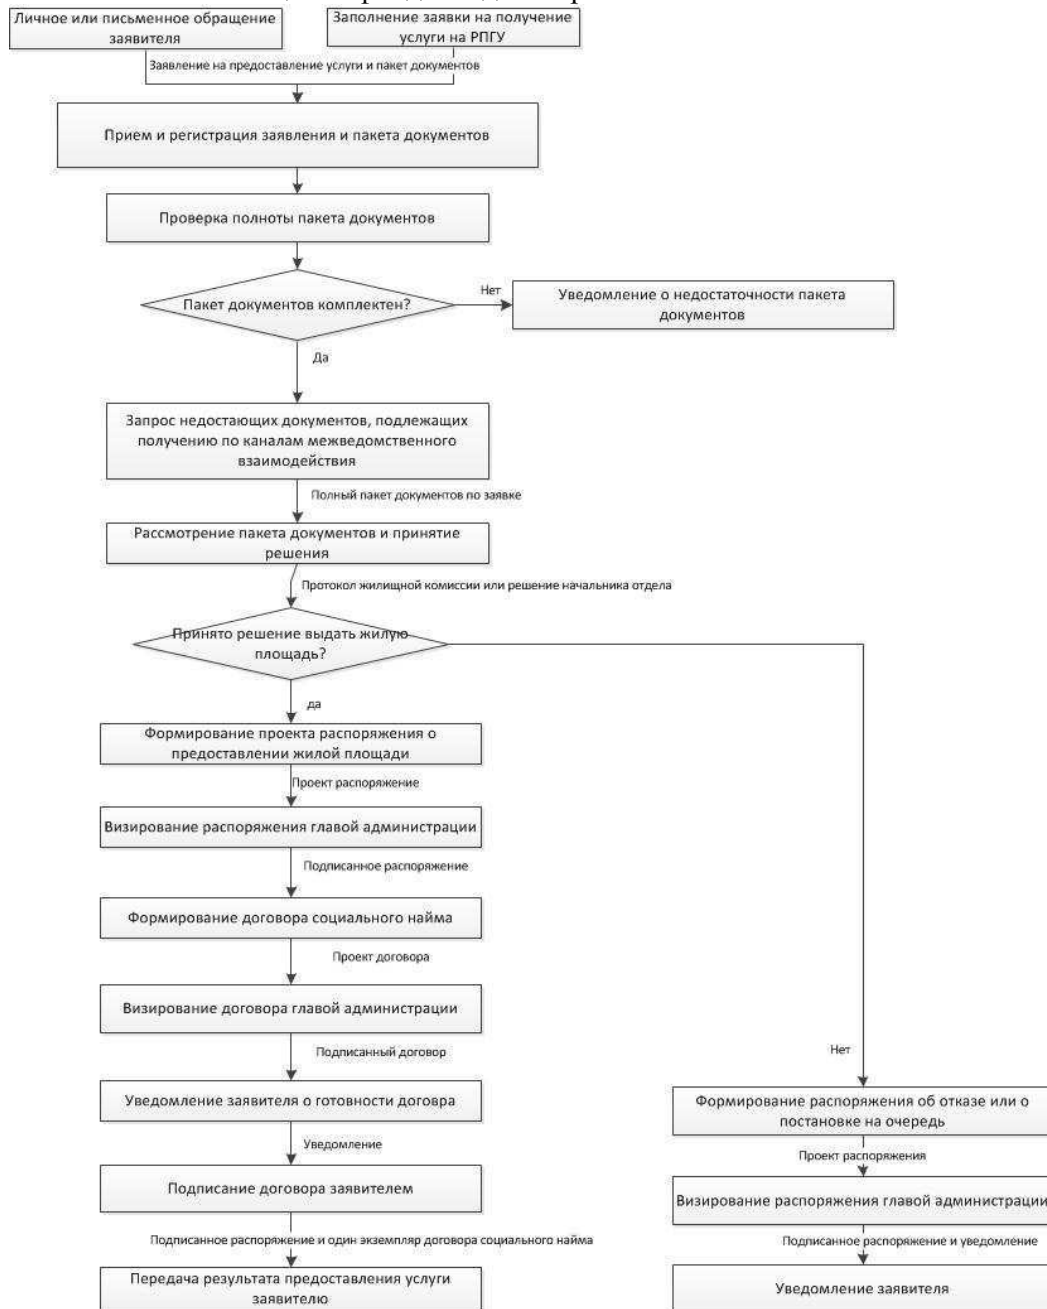 Личное или письменное обращение
заявителя
Заполнение заявки на получение
услуги на РПГУ
Заявление на предоставление услуги и пакет документов
Прием и регистрация заявления и пакета документов
Проверка полноты пакета документов
Пакет документов комплектен?
Нет
Уведомление о недостаточности пакета
документов
Да
Запрос недостающих документов, подлежащих
получению по каналам межведомственного
взаимодействия
Полный пакет документов по заявке
Рассмотрение пакета документов и принятие
решения
Протокол жилищной комиссии или решение начальника отдела
Принято решение выдать жилую
площадь?
да
Формирование проекта распоряжения о
предоставлении жилой площади
Проект распоряжение
Визирование распоряжения главой администрации
Подписанное распоряжение
Формирование договора социального найма
Проект договора
Визирование договора главой администрации
Подписанный договор
Уведомление заявителя о готовности договра
Уведомление
Подписание договора заявителем
Подписанное распоряжение и один экземпляр договора социального найма
Передача результата предоставления услуги
заявителю
Нет
Формирование распоряжения об отказе или о
постановке на очередь
Проект распоряжения
Визирование распоряжения главой администрации
Подписанное распоряжение и уведомление
Уведомление заявителя